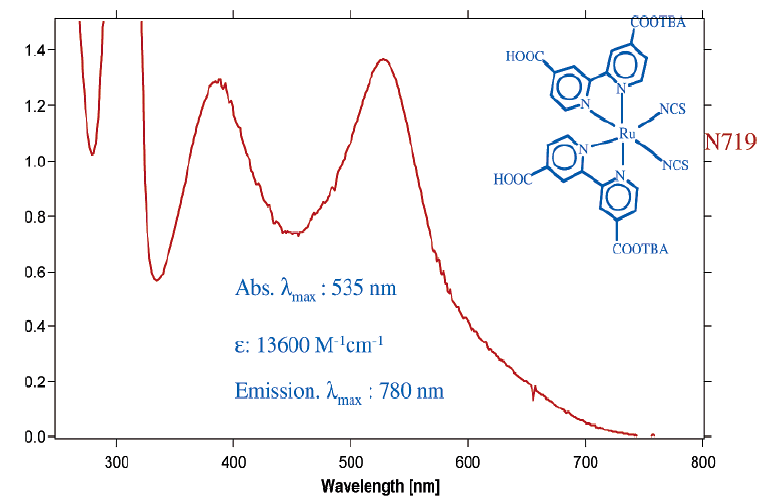 COOTBA
HOOC
N
N
NCS
Ru
N719
N
NCS
HOOC
N
COOTBA
1.4
1.2
1.0
0.8
0.6
0.4
0.2
0.0
Abs. λmax : 535 nm
ε: 13600 M⁻¹cm⁻¹
Emission. λmax : 780 nm
300 400 500 600 700 800
Wavelength [nm]